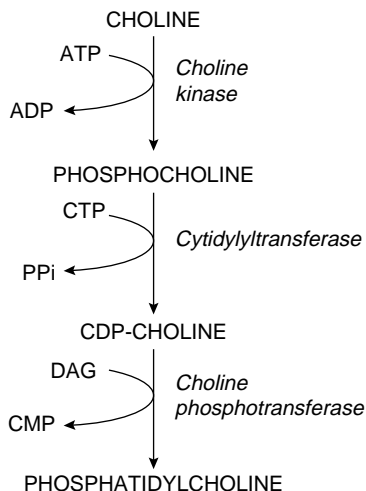 CHOLINE
ATP
Choline
kinase
ADP
PHOSPHOCHOLINE
CTP
Cytidylyltransferase
PPi
CDP-CHOLINE
DAG
Choline
phosphotransferase
CMP
PHOSPHATIDYLCHOLINE